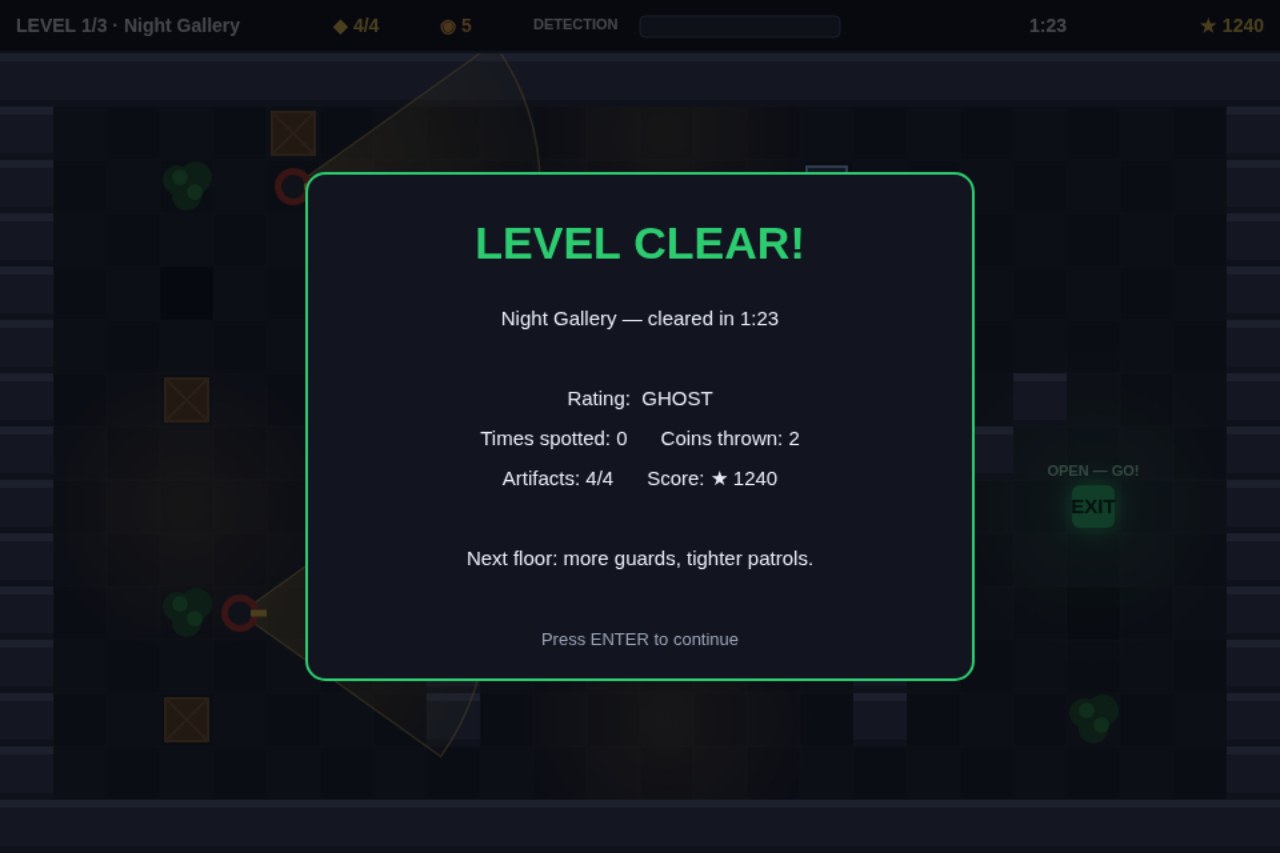 LEVEL 1/3 · Night Gallery ◆ 4/4 ◉ 5 DETECTION 1:23 ★ 1240
LEVEL CLEAR!
Night Gallery — cleared in 1:23
Rating: GHOST
Times spotted: 0 Coins thrown: 2
Artifacts: 4/4 Score: ★ 1240
OPEN — GO!
EXIT
Next floor: more guards, tighter patrols.
Press ENTER to continue